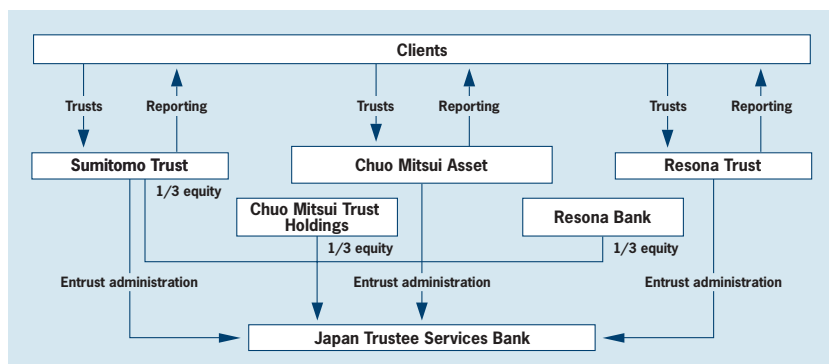 Clients
Trusts
Reporting
Trusts
Reporting
Trusts
Reporting
Sumitomo Trust
Chuo Mitsui Asset
Resona Trust
1/3 equity
Chuo Mitsui Trust
Holdings
Resona Bank
1/3 equity
1/3 equity
Entrust administration
Entrust administration
Entrust administration
Japan Trustee Services Bank